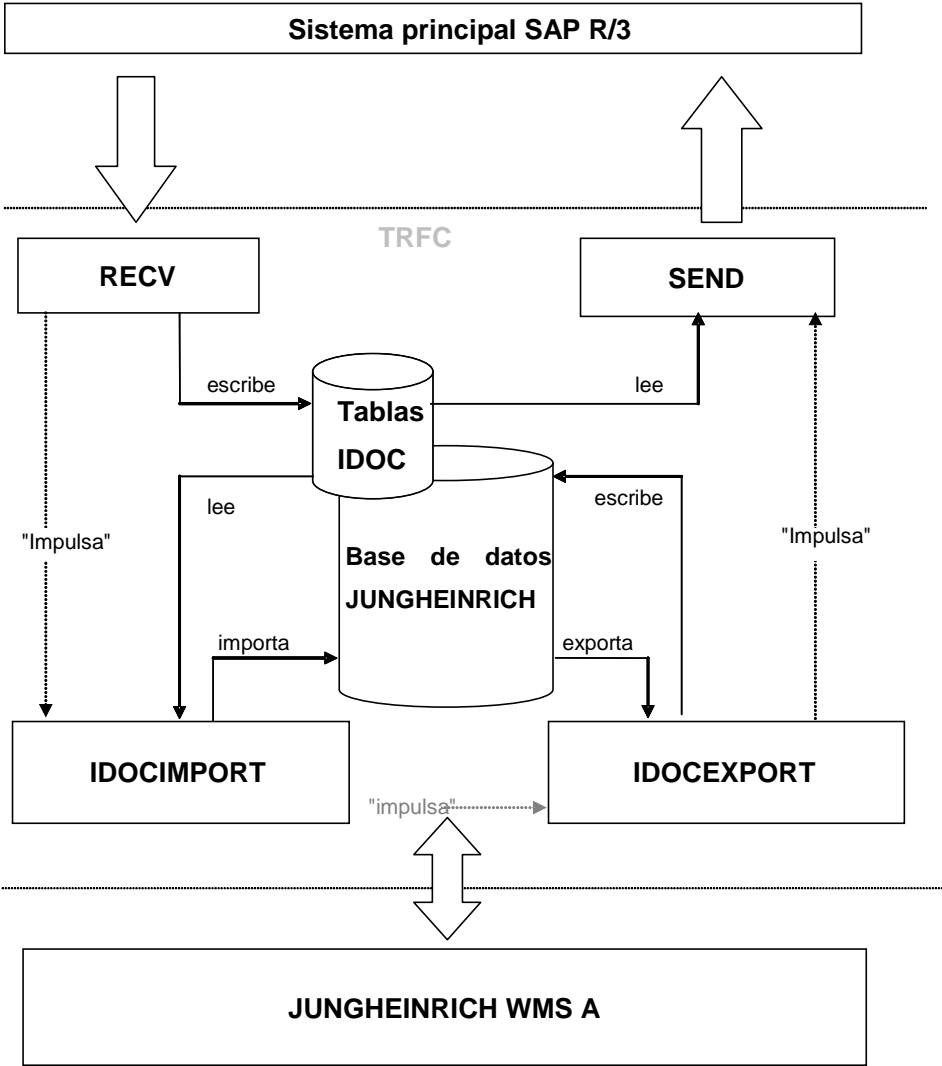 Sistema principal SAP R/3
TRFC
RECV
SEND
escribe
lee
Tablas
IDOC
lee
escribe
"Impulsa"
"Impulsa"
Base de datos
JUNGHEINRICH
importa
exporta
IDOCIMPORT
IDOCEXPORT
"impulsa"
JUNGHEINRICH WMS A